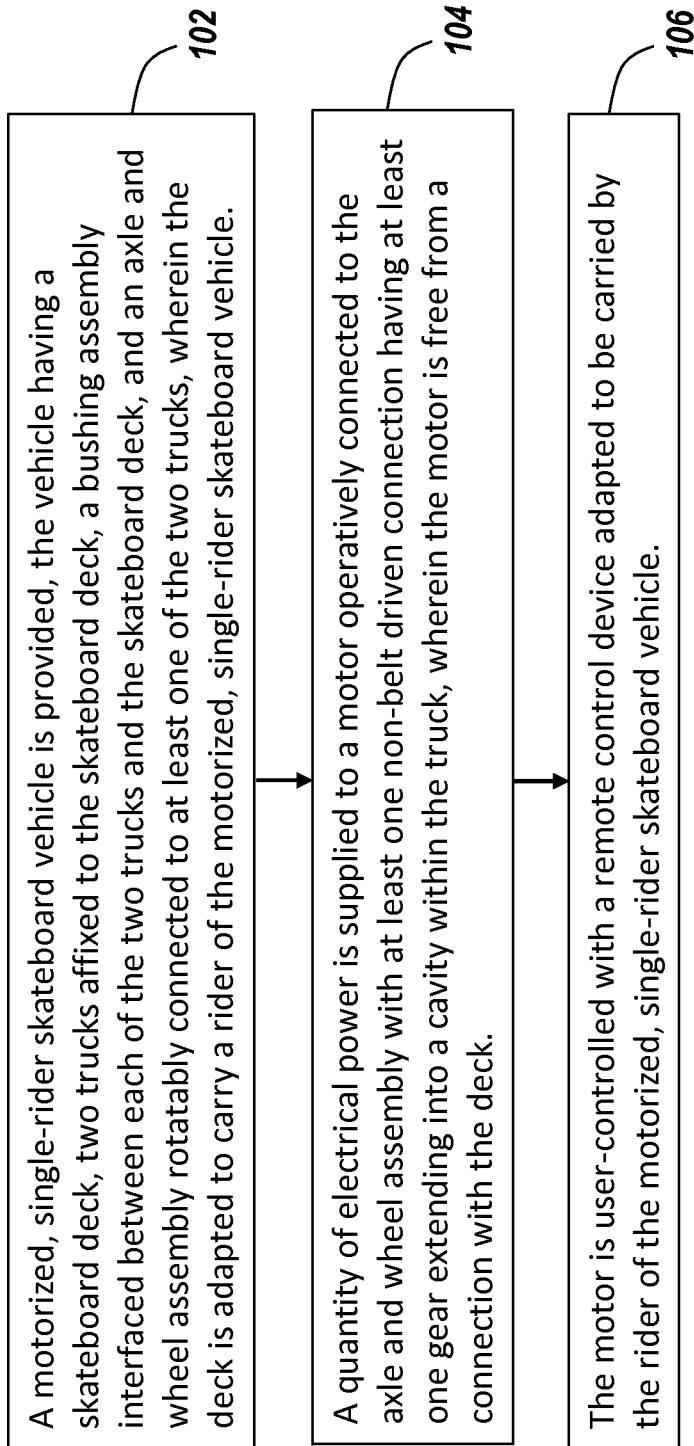 A motorized, single-rider skateboard vehicle is provided, the vehicle having a
skateboard deck, two trucks affixed to the skateboard deck, a bushing assembly
interfaced between each of the two trucks and the skateboard deck, and an axle and
wheel assembly rotatably connected to at least one of the two trucks, wherein the
deck is adapted to carry a rider of the motorized, single-rider skateboard vehicle.
102
A quantity of electrical power is supplied to a motor operatively connected to the
axle and wheel assembly with at least one non-belt driven connection having at least
one gear extending into a cavity within the truck, wherein the motor is free from a
connection with the deck.
104
The motor is user-controlled with a remote control device adapted to be carried by
the rider of the motorized, single-rider skateboard vehicle.
106